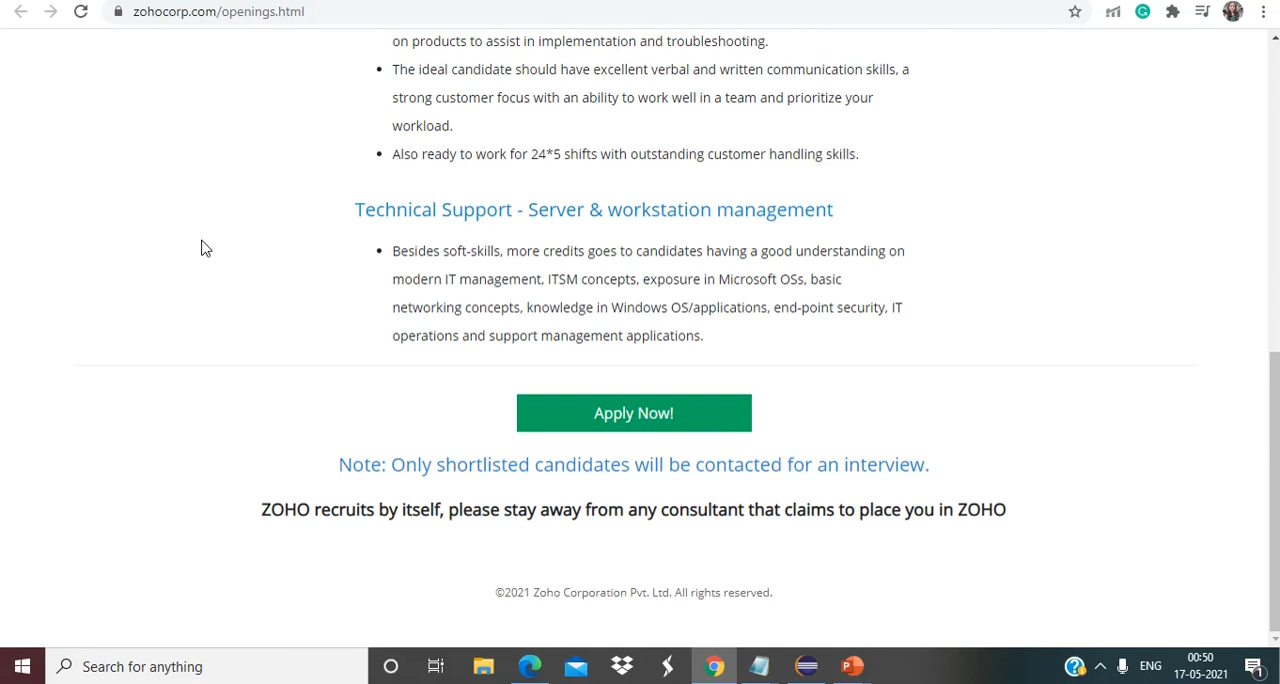 zohocorp.com/openings.html
on products to assist in implementation and troubleshooting.
• The ideal candidate should have excellent verbal and written communication skills, a
strong customer focus with an ability to work well in a team and prioritize your
workload.
• Also ready to work for 24*5 shifts with outstanding customer handling skills.
Technical Support - Server & workstation management
• Besides soft-skills, more credits goes to candidates having a good understanding on
modern IT management, ITSM concepts, exposure in Microsoft OSs, basic
networking concepts, knowledge in Windows OS/applications, end-point security, IT
operations and support management applications.
Apply Now!
Note: Only shortlisted candidates will be contacted for an interview.
ZOHO recruits by itself, please stay away from any consultant that claims to place you in ZOHO
©2021 Zoho Corporation Pvt. Ltd. All rights reserved.
Search for anything
ENG
00:50
17-05-2021
1